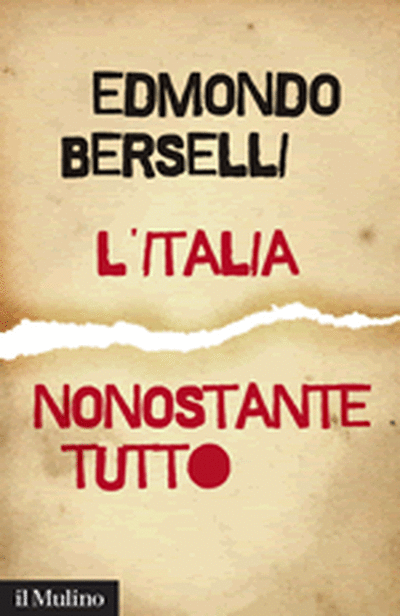 EDMONDO
BERSELLI
L'ITALIA
NONOSTANTE
TUTTO
il Mulino